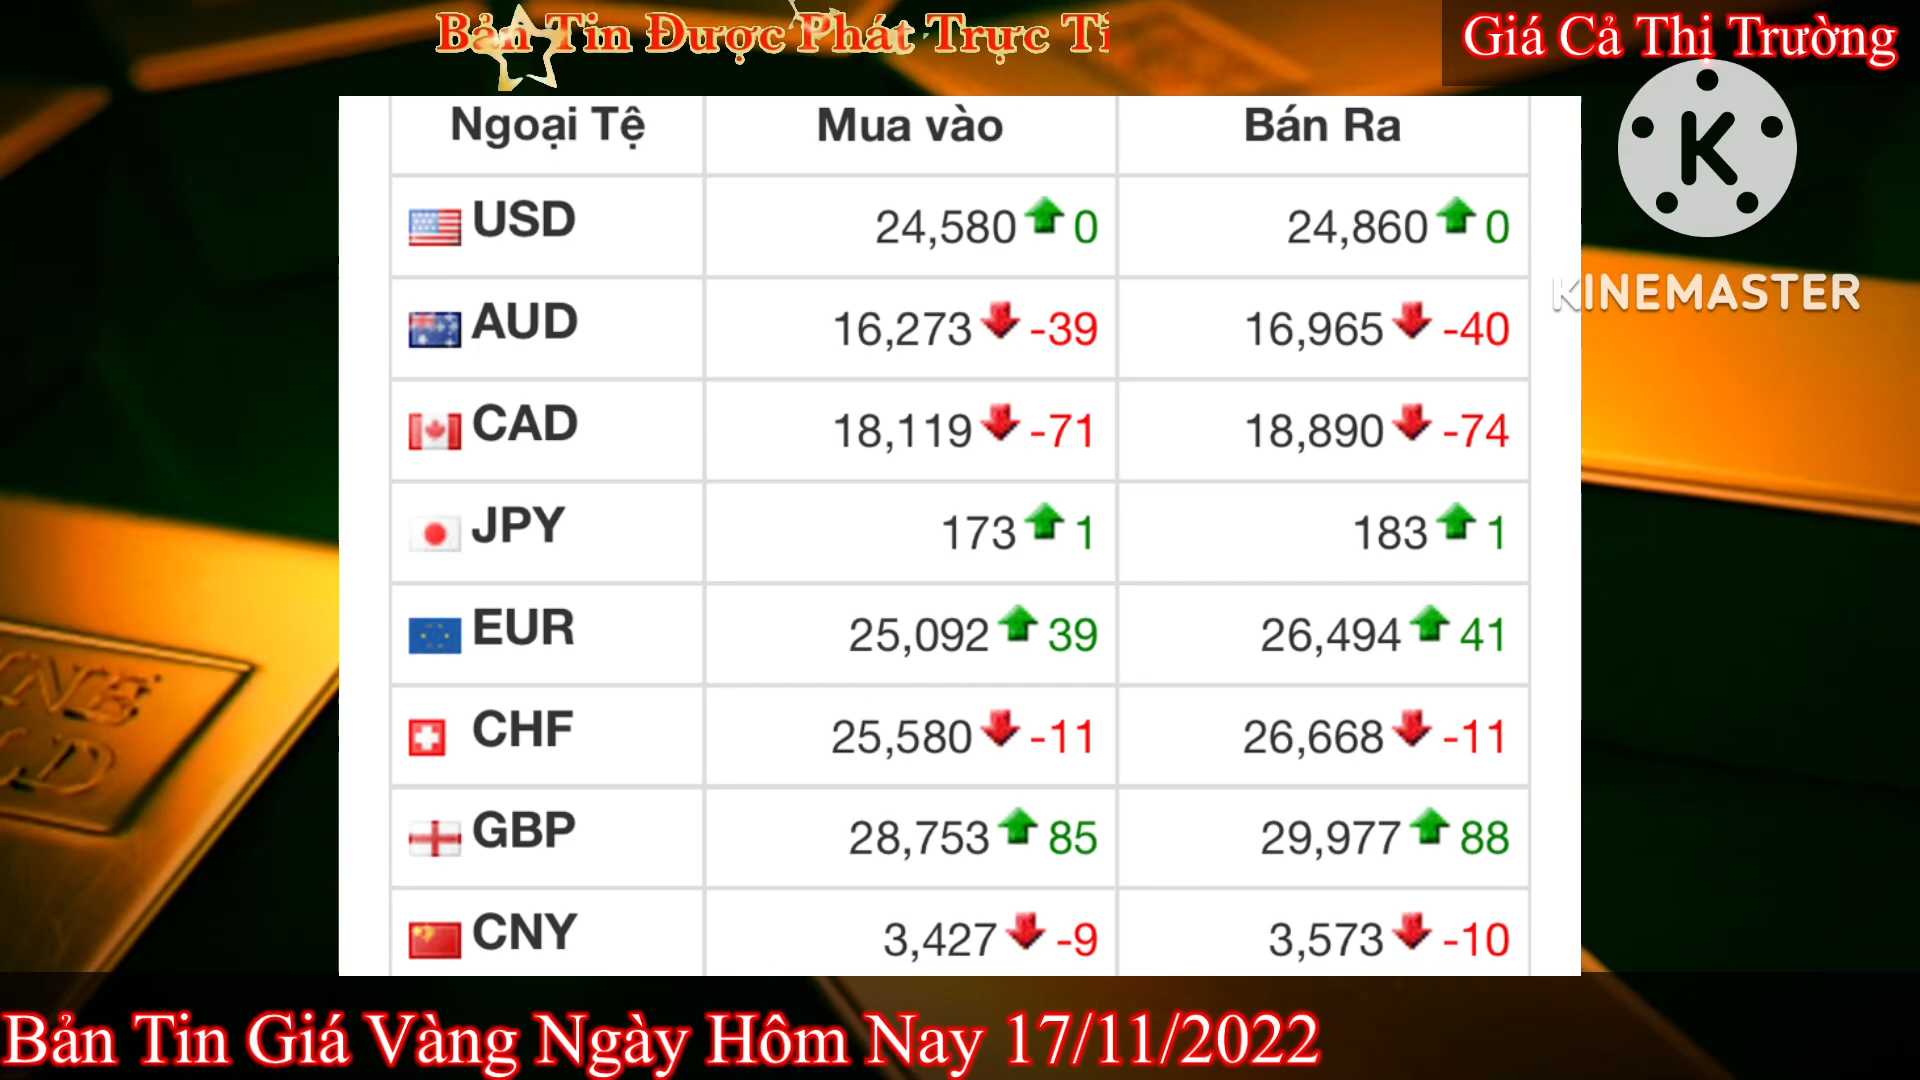 Bản Tin Được Phát Trực Ti
Giá Cả Thị Trường
K
KINEMASTER
Ngoại Tệ Mua vào Bán Ra
USD 24,580 0 24,860 0
AUD 16,273 -39 16,965 -40
CAD 18,119 -71 18,890 -74
JPY 173 1 183 1
EUR 25,092 39 26,494 41
CHF 25,580 -11 26,668 -11
GBP 28,753 85 29,977 88
CNY 3,427 -9 3,573 -10
Bản Tin Giá Vàng Ngày Hôm Nay 17/11/2022